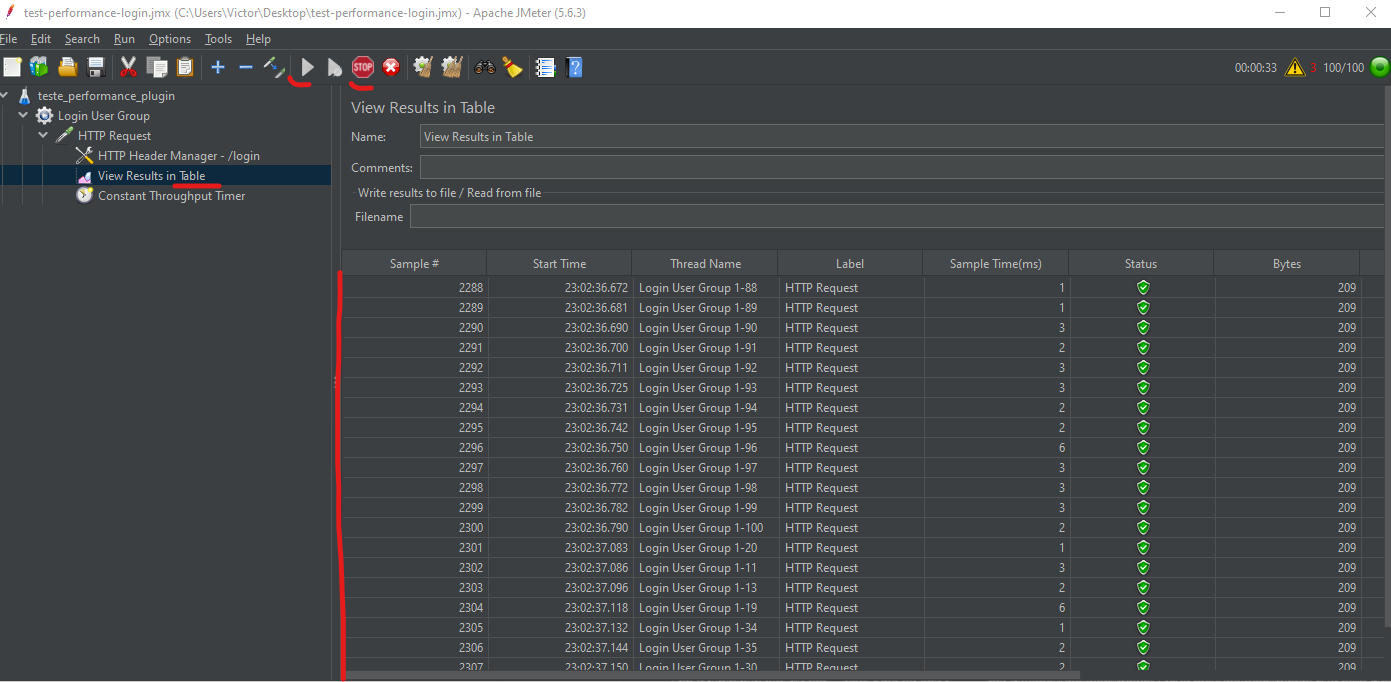 test-performance-login.jmx (C:\Users\Victor\Desktop\test-performance-login.jmx) - Apache JMeter (5.6.3)
File Edit Search Run Options Tools Help
STOP 00:00:33 3 100/100
teste_performance_plugin
Login User Group
HTTP Request
HTTP Header Manager - /login
View Results in Table
Constant Throughput Timer
View Results in Table
Name: View Results in Table
Comments:
Write results to file / Read from file
Filename
Sample # Start Time Thread Name Label Sample Time(ms) Status Bytes
2288 23:02:36.672 Login User Group 1-88 HTTP Request 1 209
2289 23:02:36.681 Login User Group 1-89 HTTP Request 1 209
2290 23:02:36.690 Login User Group 1-90 HTTP Request 3 209
2291 23:02:36.700 Login User Group 1-91 HTTP Request 2 209
2292 23:02:36.711 Login User Group 1-92 HTTP Request 3 209
2293 23:02:36.725 Login User Group 1-93 HTTP Request 3 209
2294 23:02:36.731 Login User Group 1-94 HTTP Request 2 209
2295 23:02:36.742 Login User Group 1-95 HTTP Request 2 209
2296 23:02:36.750 Login User Group 1-96 HTTP Request 6 209
2297 23:02:36.760 Login User Group 1-97 HTTP Request 3 209
2298 23:02:36.772 Login User Group 1-98 HTTP Request 3 209
2299 23:02:36.782 Login User Group 1-99 HTTP Request 3 209
2300 23:02:36.790 Login User Group 1-100 HTTP Request 2 209
2301 23:02:37.083 Login User Group 1-20 HTTP Request 1 209
2302 23:02:37.086 Login User Group 1-11 HTTP Request 3 209
2303 23:02:37.096 Login User Group 1-13 HTTP Request 2 209
2304 23:02:37.118 Login User Group 1-19 HTTP Request 6 209
2305 23:02:37.132 Login User Group 1-34 HTTP Request 1 209
2306 23:02:37.144 Login User Group 1-35 HTTP Request 2 209
2307 23:02:37.150 Login User Group 1-30 HTTP Request 2 209